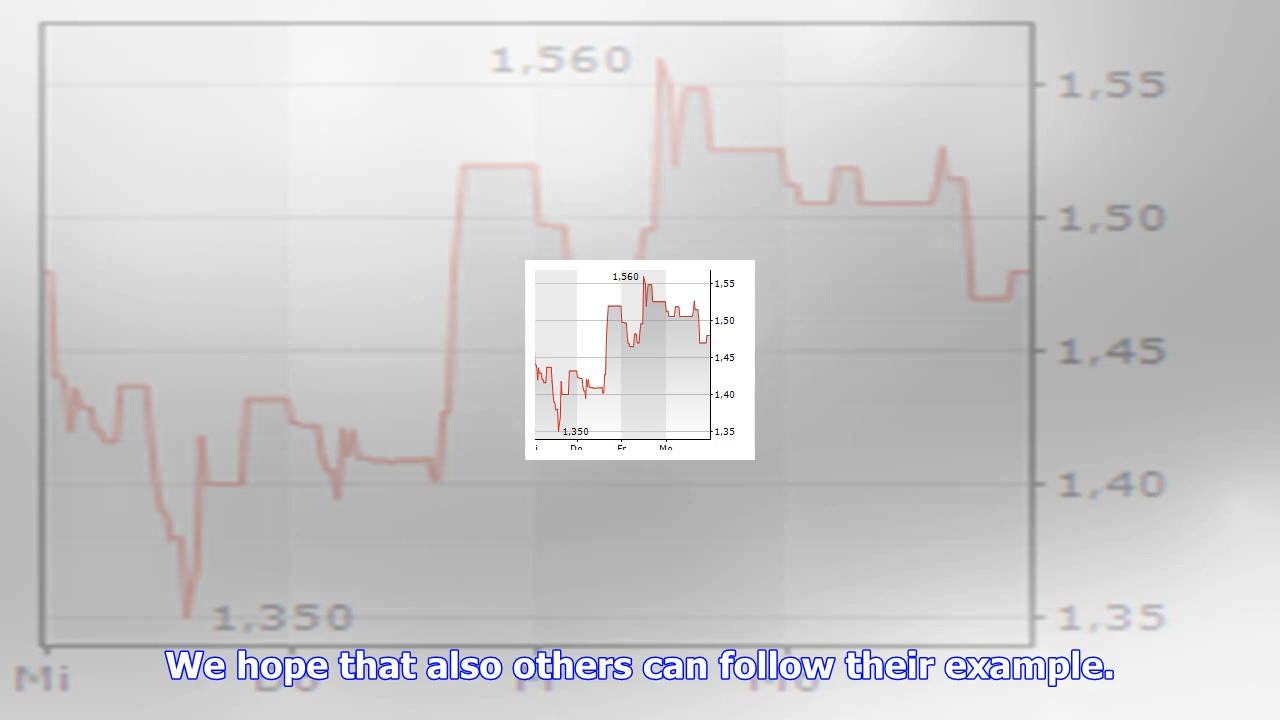 1,560
1,55
1,50
1,45
1,40
1,350
1,35
Mi
Do
Mo
1,560
1,55
1,50
1,45
1,40
1,350
1,35
Do
Fr
Mo
We hope that also others can follow their example.